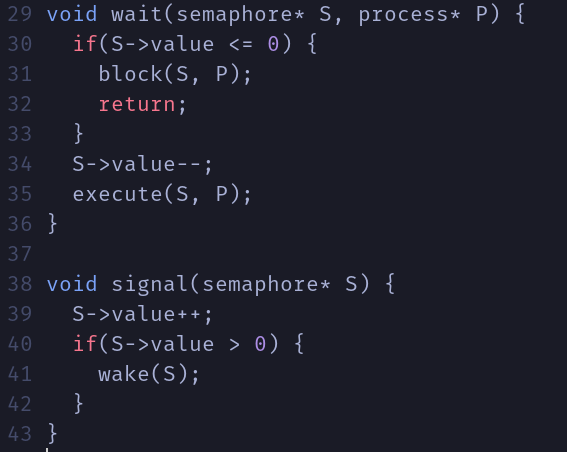 29 void wait(semaphore* S, process* P) {
30   if(S->value <= 0) {
31     block(S, P);
32     return;
33   }
34   S->value--;
35   execute(S, P);
36 }
37
38 void signal(semaphore* S) {
39   S->value++;
40   if(S->value > 0) {
41     wake(S);
42   }
43 }